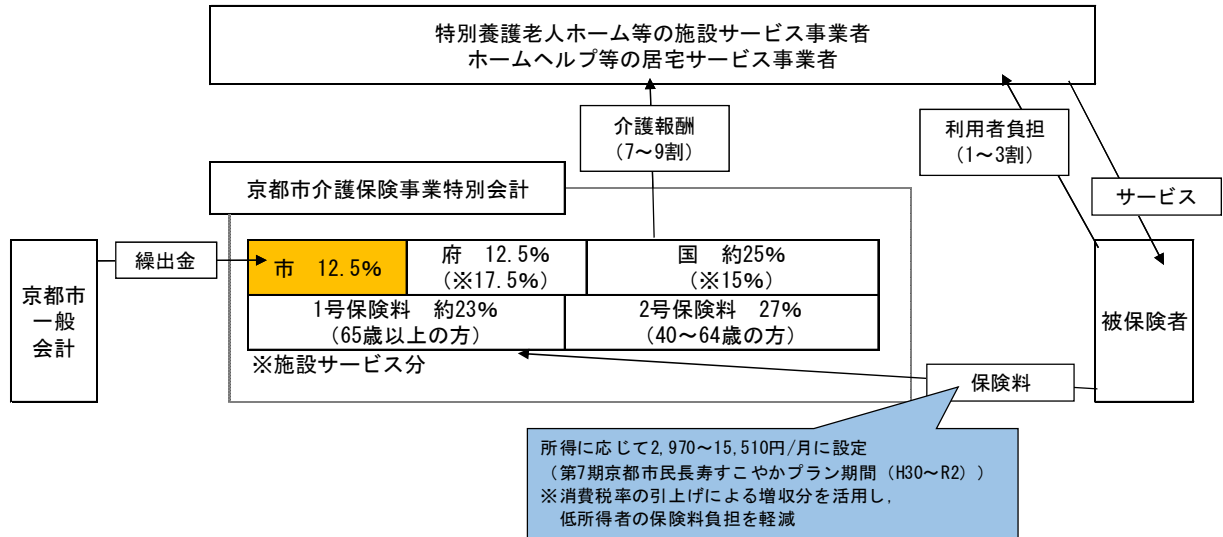 特別養護老人ホーム等の施設サービス事業者
ホームヘルプ等の居宅サービス事業者
介護報酬
(7～9割)
利用者負担
(1～3割)
京都市介護保険事業特別会計
サービス
繰出金
市 12.5%
府 12.5%
(※17.5%)
国 約25%
(※15%)
京都市
一般
会計
1号保険料 約23%
(65歳以上の方)
2号保険料 27%
(40～64歳の方)
被保険者
※施設サービス分
保険料
所得に応じて2,970～15,510円/月に設定
(第7期京都市民長寿すこやかプラン期間(H30～R2))
※消費税率の引上げによる増収分を活用し,
低所得者の保険料負担を軽減